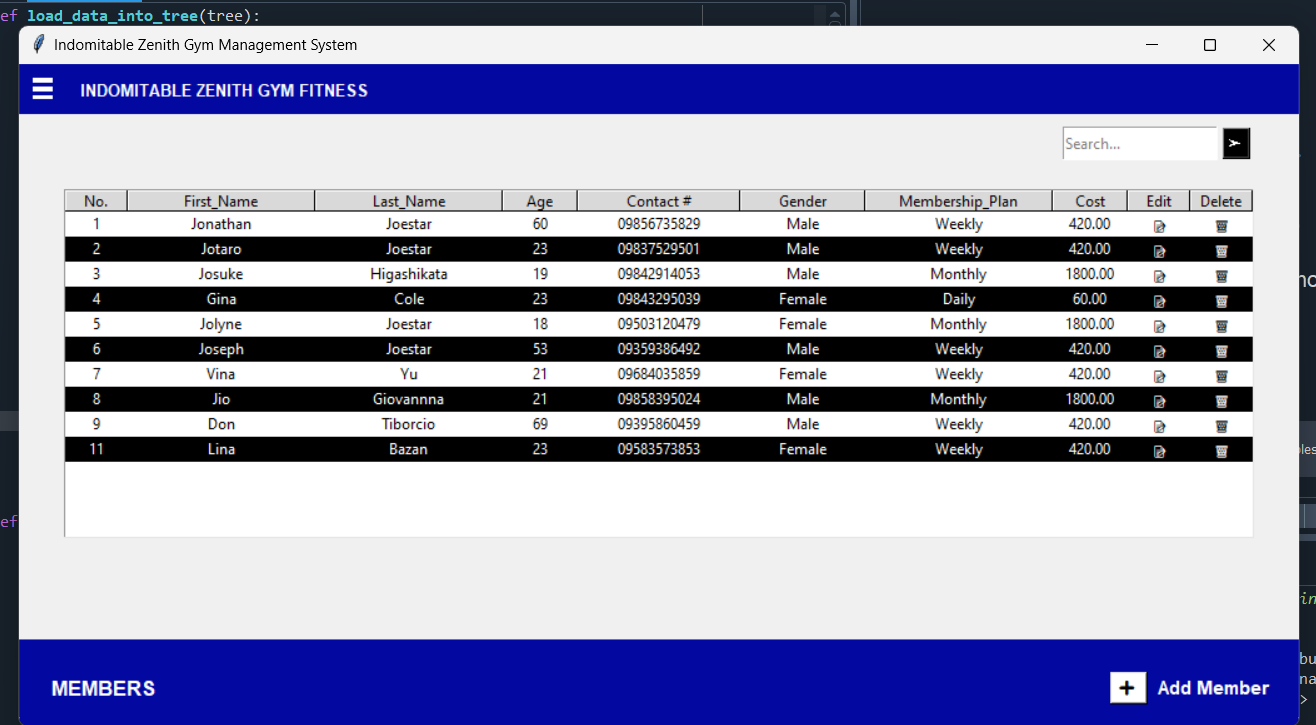 ef load_data_into_tree(tree):
Indomitable Zenith Gym Management System
INDOMITABLE ZENITH GYM FITNESS
Search...
No. First_Name Last_Name Age Contact # Gender Membership_Plan Cost Edit Delete
1 Jonathan Joestar 60 09856735829 Male Weekly 420.00
2 Jotaro Joestar 23 09837529501 Male Weekly 420.00
3 Josuke Higashikata 19 09842914053 Male Monthly 1800.00
4 Gina Cole 23 09843295039 Female Daily 60.00
5 Jolyne Joestar 18 09503120479 Female Monthly 1800.00
6 Joseph Joestar 53 09359386492 Male Weekly 420.00
7 Vina Yu 21 09684035859 Female Weekly 420.00
8 Jio Giovannna 21 09858395024 Male Monthly 1800.00
9 Don Tiborcio 69 09395860459 Male Weekly 420.00
11 Lina Bazan 23 09583573853 Female Weekly 420.00
ef
MEMBERS
+ Add Member